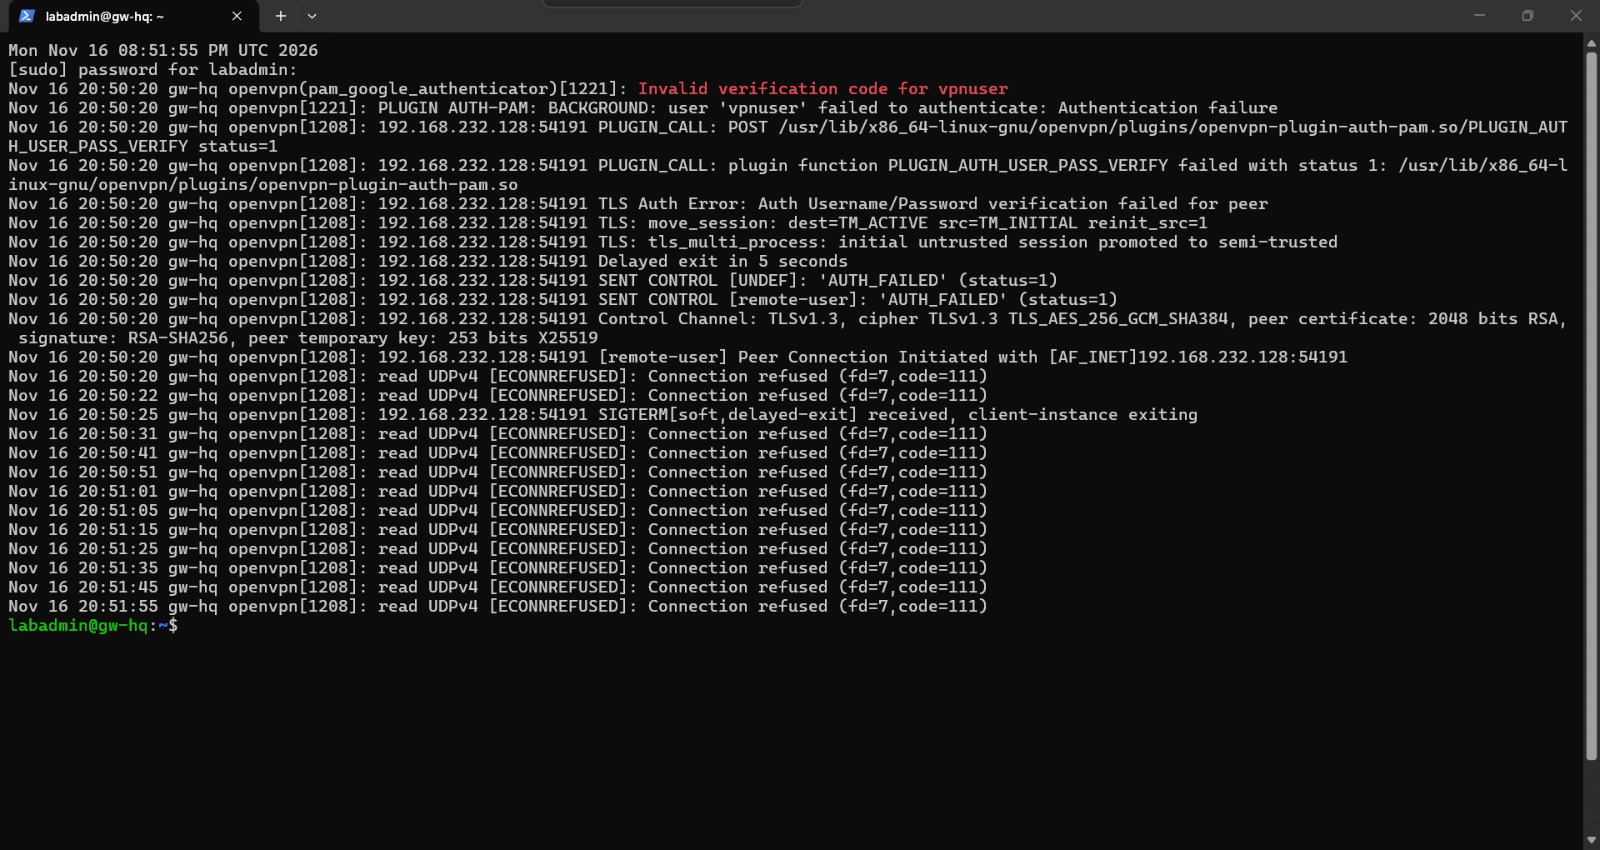 labadmin@gw-hq: ~
Mon Nov 16 08:51:55 PM UTC 2026
[sudo] password for labadmin:
Nov 16 20:50:20 gw-hq openvpn(pam_google_authenticator)[1221]: Invalid verification code for vpnuser
Nov 16 20:50:20 gw-hq openvpn[1221]: PLUGIN AUTH-PAM: BACKGROUND: user 'vpnuser' failed to authenticate: Authentication failure
Nov 16 20:50:20 gw-hq openvpn[1208]: 192.168.232.128:54191 PLUGIN_CALL: POST /usr/lib/x86_64-linux-gnu/openvpn/plugins/openvpn-plugin-auth-pam.so/PLUGIN_AUT
H_USER_PASS_VERIFY status=1
Nov 16 20:50:20 gw-hq openvpn[1208]: 192.168.232.128:54191 PLUGIN_CALL: plugin function PLUGIN_AUTH_USER_PASS_VERIFY failed with status 1: /usr/lib/x86_64-l
inux-gnu/openvpn/plugins/openvpn-plugin-auth-pam.so
Nov 16 20:50:20 gw-hq openvpn[1208]: 192.168.232.128:54191 TLS Auth Error: Auth Username/Password verification failed for peer
Nov 16 20:50:20 gw-hq openvpn[1208]: 192.168.232.128:54191 TLS: move_session: dest=TM_ACTIVE src=TM_INITIAL reinit_src=1
Nov 16 20:50:20 gw-hq openvpn[1208]: 192.168.232.128:54191 TLS: tls_multi_process: initial untrusted session promoted to semi-trusted
Nov 16 20:50:20 gw-hq openvpn[1208]: 192.168.232.128:54191 Delayed exit in 5 seconds
Nov 16 20:50:20 gw-hq openvpn[1208]: 192.168.232.128:54191 SENT CONTROL [UNDEF]: 'AUTH_FAILED' (status=1)
Nov 16 20:50:20 gw-hq openvpn[1208]: 192.168.232.128:54191 SENT CONTROL [remote-user]: 'AUTH_FAILED' (status=1)
Nov 16 20:50:20 gw-hq openvpn[1208]: 192.168.232.128:54191 Control Channel: TLSv1.3, cipher TLSv1.3 TLS_AES_256_GCM_SHA384, peer certificate: 2048 bits RSA,
 signature: RSA-SHA256, peer temporary key: 253 bits X25519
Nov 16 20:50:20 gw-hq openvpn[1208]: 192.168.232.128:54191 [remote-user] Peer Connection Initiated with [AF_INET]192.168.232.128:54191
Nov 16 20:50:20 gw-hq openvpn[1208]: read UDPv4 [ECONNREFUSED]: Connection refused (fd=7,code=111)
Nov 16 20:50:22 gw-hq openvpn[1208]: read UDPv4 [ECONNREFUSED]: Connection refused (fd=7,code=111)
Nov 16 20:50:25 gw-hq openvpn[1208]: 192.168.232.128:54191 SIGTERM[soft,delayed-exit] received, client-instance exiting
Nov 16 20:50:31 gw-hq openvpn[1208]: read UDPv4 [ECONNREFUSED]: Connection refused (fd=7,code=111)
Nov 16 20:50:41 gw-hq openvpn[1208]: read UDPv4 [ECONNREFUSED]: Connection refused (fd=7,code=111)
Nov 16 20:50:51 gw-hq openvpn[1208]: read UDPv4 [ECONNREFUSED]: Connection refused (fd=7,code=111)
Nov 16 20:51:01 gw-hq openvpn[1208]: read UDPv4 [ECONNREFUSED]: Connection refused (fd=7,code=111)
Nov 16 20:51:05 gw-hq openvpn[1208]: read UDPv4 [ECONNREFUSED]: Connection refused (fd=7,code=111)
Nov 16 20:51:15 gw-hq openvpn[1208]: read UDPv4 [ECONNREFUSED]: Connection refused (fd=7,code=111)
Nov 16 20:51:25 gw-hq openvpn[1208]: read UDPv4 [ECONNREFUSED]: Connection refused (fd=7,code=111)
Nov 16 20:51:35 gw-hq openvpn[1208]: read UDPv4 [ECONNREFUSED]: Connection refused (fd=7,code=111)
Nov 16 20:51:45 gw-hq openvpn[1208]: read UDPv4 [ECONNREFUSED]: Connection refused (fd=7,code=111)
Nov 16 20:51:55 gw-hq openvpn[1208]: read UDPv4 [ECONNREFUSED]: Connection refused (fd=7,code=111)
labadmin@gw-hq:~$